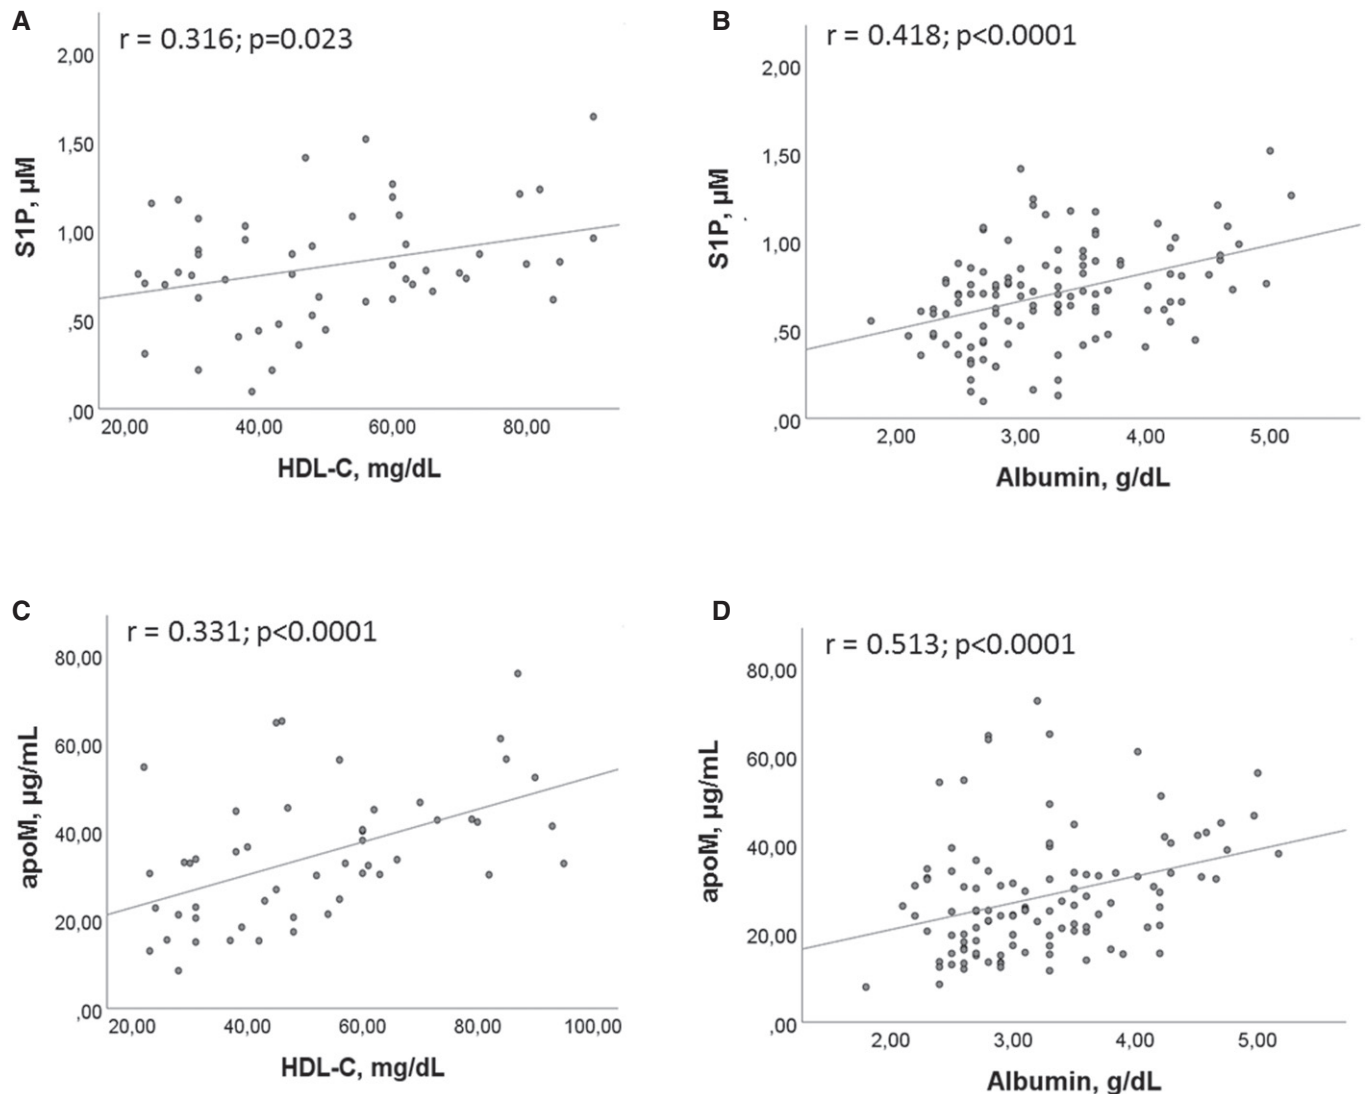 A
r = 0.316; p=0.023
2,00
1,50
1,00
,50
,00
S1P, µM
20,00 40,00 60,00 80,00
HDL-C, mg/dL
B
r = 0.418; p<0.0001
2,00
1,50
1,00
,50
,00
S1P, µM
2,00 3,00 4,00 5,00
Albumin, g/dL
C
r = 0.331; p<0.0001
80,00
60,00
40,00
20,00
,00
apoM, µg/mL
20,00 40,00 60,00 80,00 100,00
HDL-C, mg/dL
D
r = 0.513; p<0.0001
80,00
60,00
40,00
20,00
,00
apoM, µg/mL
2,00 3,00 4,00 5,00
Albumin, g/dL